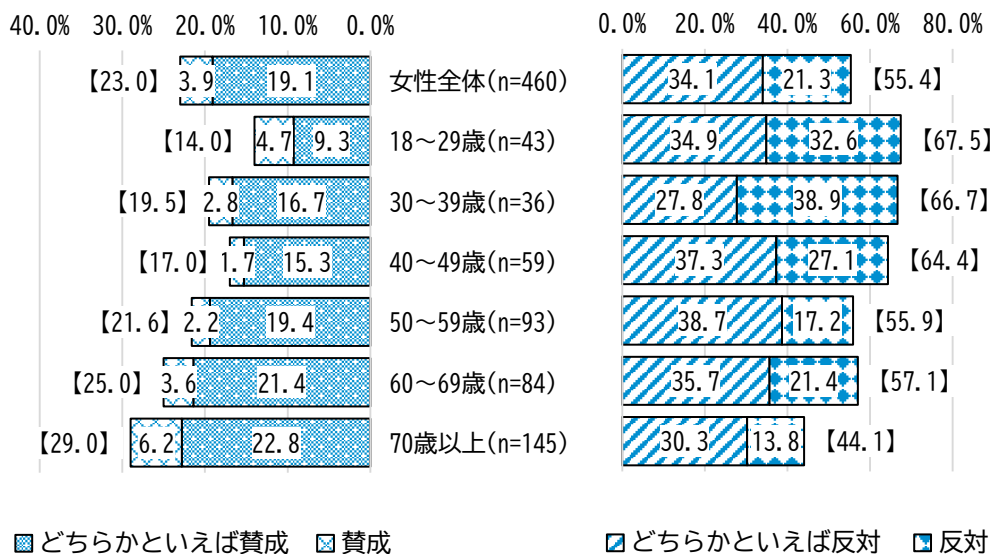 40.0% 30.0% 20.0% 10.0% 0.0% 0.0% 20.0% 40.0% 60.0% 80.0%
【23.0】 3.9 19.1 女性全体(n=460) 34.1 21.3 【55.4】
【14.0】 4.7 9.3 18～29歳(n=43) 34.9 32.6 【67.5】
【19.5】 2.8 16.7 30～39歳(n=36) 27.8 38.9 【66.7】
【17.0】 1.7 15.3 40～49歳(n=59) 37.3 27.1 【64.4】
【21.6】 2.2 19.4 50～59歳(n=93) 38.7 17.2 【55.9】
【25.0】 3.6 21.4 60～69歳(n=84) 35.7 21.4 【57.1】
【29.0】 6.2 22.8 70歳以上(n=145) 30.3 13.8 【44.1】
どちらかといえば賛成 賛成 どちらかといえば反対 反対